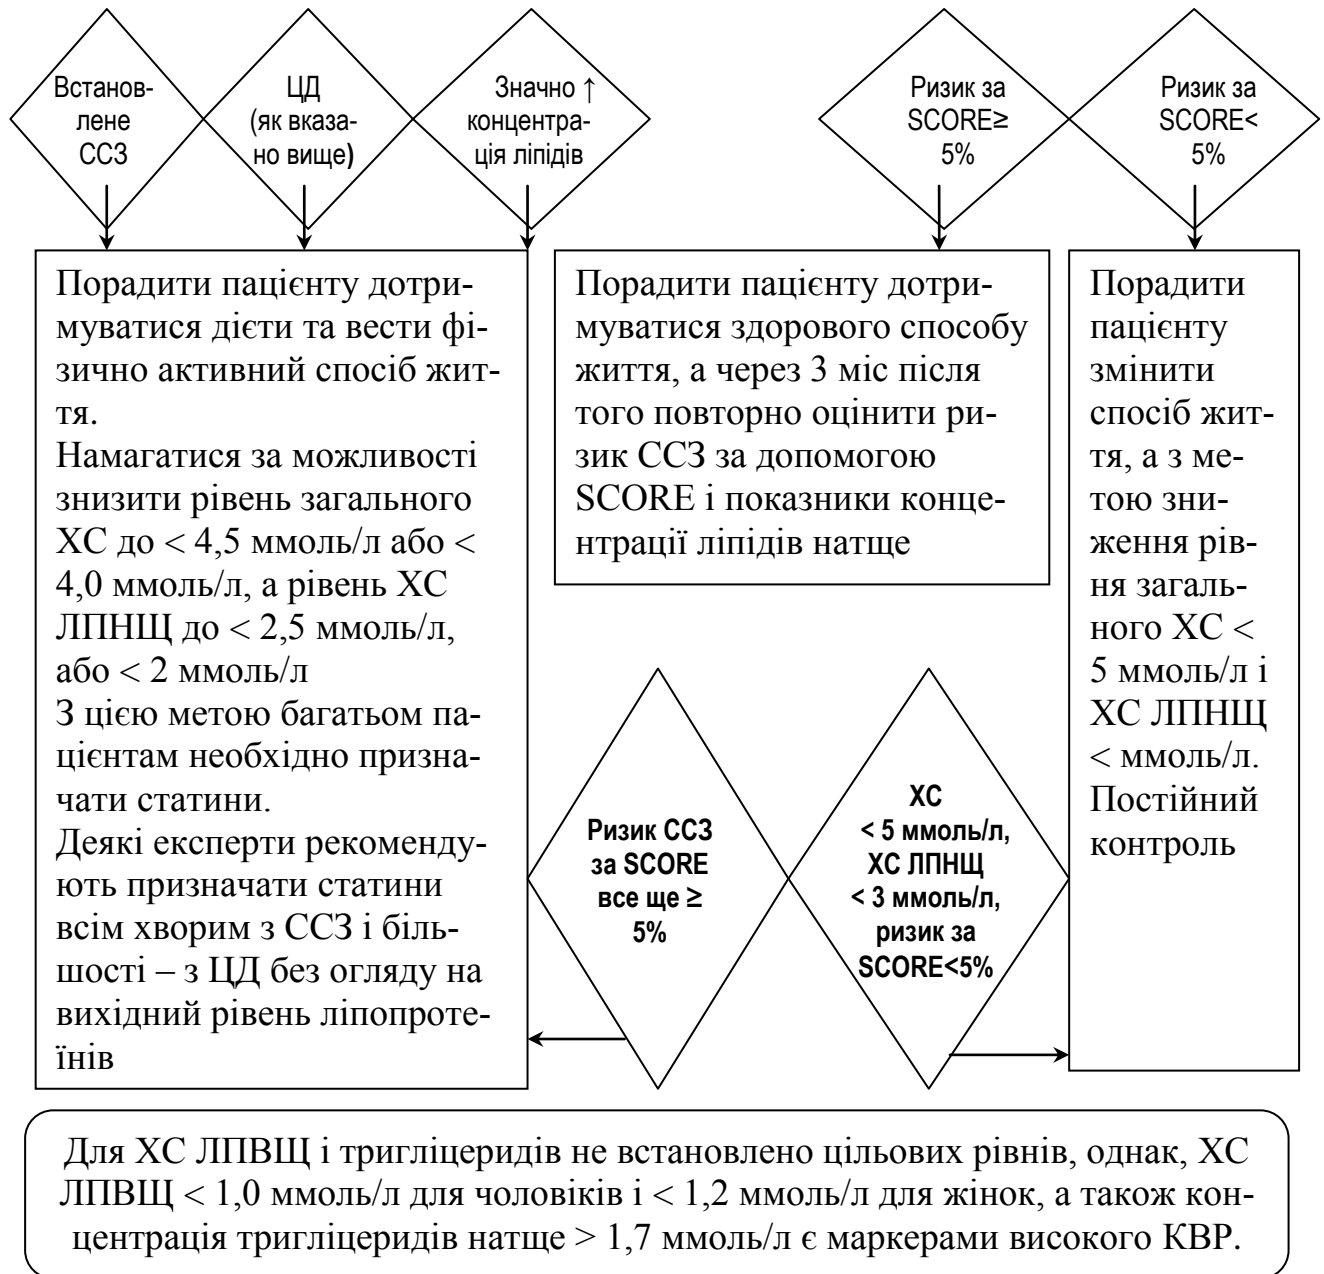 Встанов-
лене
ССЗ
ЦД
(як вказа-
но вище)
Значно ↑
концентра-
ція ліпідів
Ризик за
SCORE≥
5%
Ризик за
SCORE<
5%
Порадити пацієнту дотри-
муватися дієти та вести фі-
зично активний спосіб жит-
тя.
Намагатися за можливості
знизити рівень загального
ХС до < 4,5 ммоль/л або <
4,0 ммоль/л, а рівень ХС
ЛПНЩ до < 2,5 ммоль/л,
або < 2 ммоль/л
З цією метою багатьом па-
цієнтам необхідно призна-
чати статини.
Деякі експерти рекоменду-
ють призначати статини
всім хворим з ССЗ і біль-
шості – з ЦД без огляду на
вихідний рівень ліпопроте-
їнів
Порадити пацієнту дотри-
муватися здорового способу
життя, а через 3 міс після
того повторно оцінити ри-
зик ССЗ за допомогою
SCORE і показники конце-
нтрації ліпідів натще
Порадити
пацієнту
змінити
спосіб жит-
тя, а з ме-
тою зни-
ження рів-
ня загаль-
ного ХС <
5 ммоль/л і
ХС ЛПНЩ
< ммоль/л.
Постійний
контроль
Ризик ССЗ
за SCORE
все ще ≥
5%
ХС
< 5 ммоль/л,
ХС ЛПНЩ
< 3 ммоль/л,
ризик за
SCORE<5%
Для ХС ЛПВЩ і тригліцеридів не встановлено цільових рівнів, однак, ХС
ЛПВЩ < 1,0 ммоль/л для чоловіків і < 1,2 ммоль/л для жінок, а також кон-
центрація тригліцеридів натще > 1,7 ммоль/л є маркерами високого КВР.